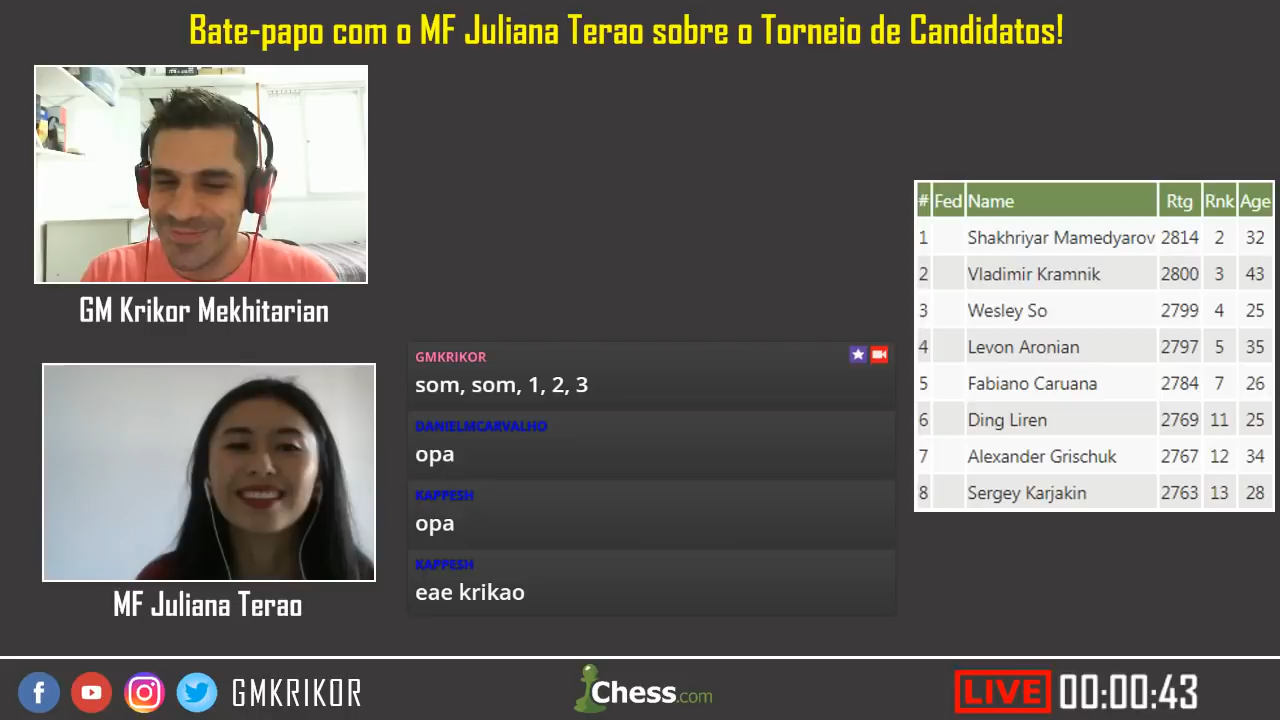 Bate-papo com o MF Juliana Terao sobre o Torneio de Candidatos!
GM Krikor Mekhitarian
MF Juliana Terao
GMKRIKOR
som, som, 1, 2, 3
DANIELMCARVALHO
opa
KAPPESH
opa
KAPPESH
eae krikao
# Fed Name Rtg Rnk Age
1 Shakhriyar Mamedyarov 2814 2 32
2 Vladimir Kramnik 2800 3 43
3 Wesley So 2799 4 25
4 Levon Aronian 2797 5 35
5 Fabiano Caruana 2784 7 26
6 Ding Liren 2769 11 25
7 Alexander Grischuk 2767 12 34
8 Sergey Karjakin 2763 13 28
GMKRIKOR
Chess.com
LIVE 00:00:43